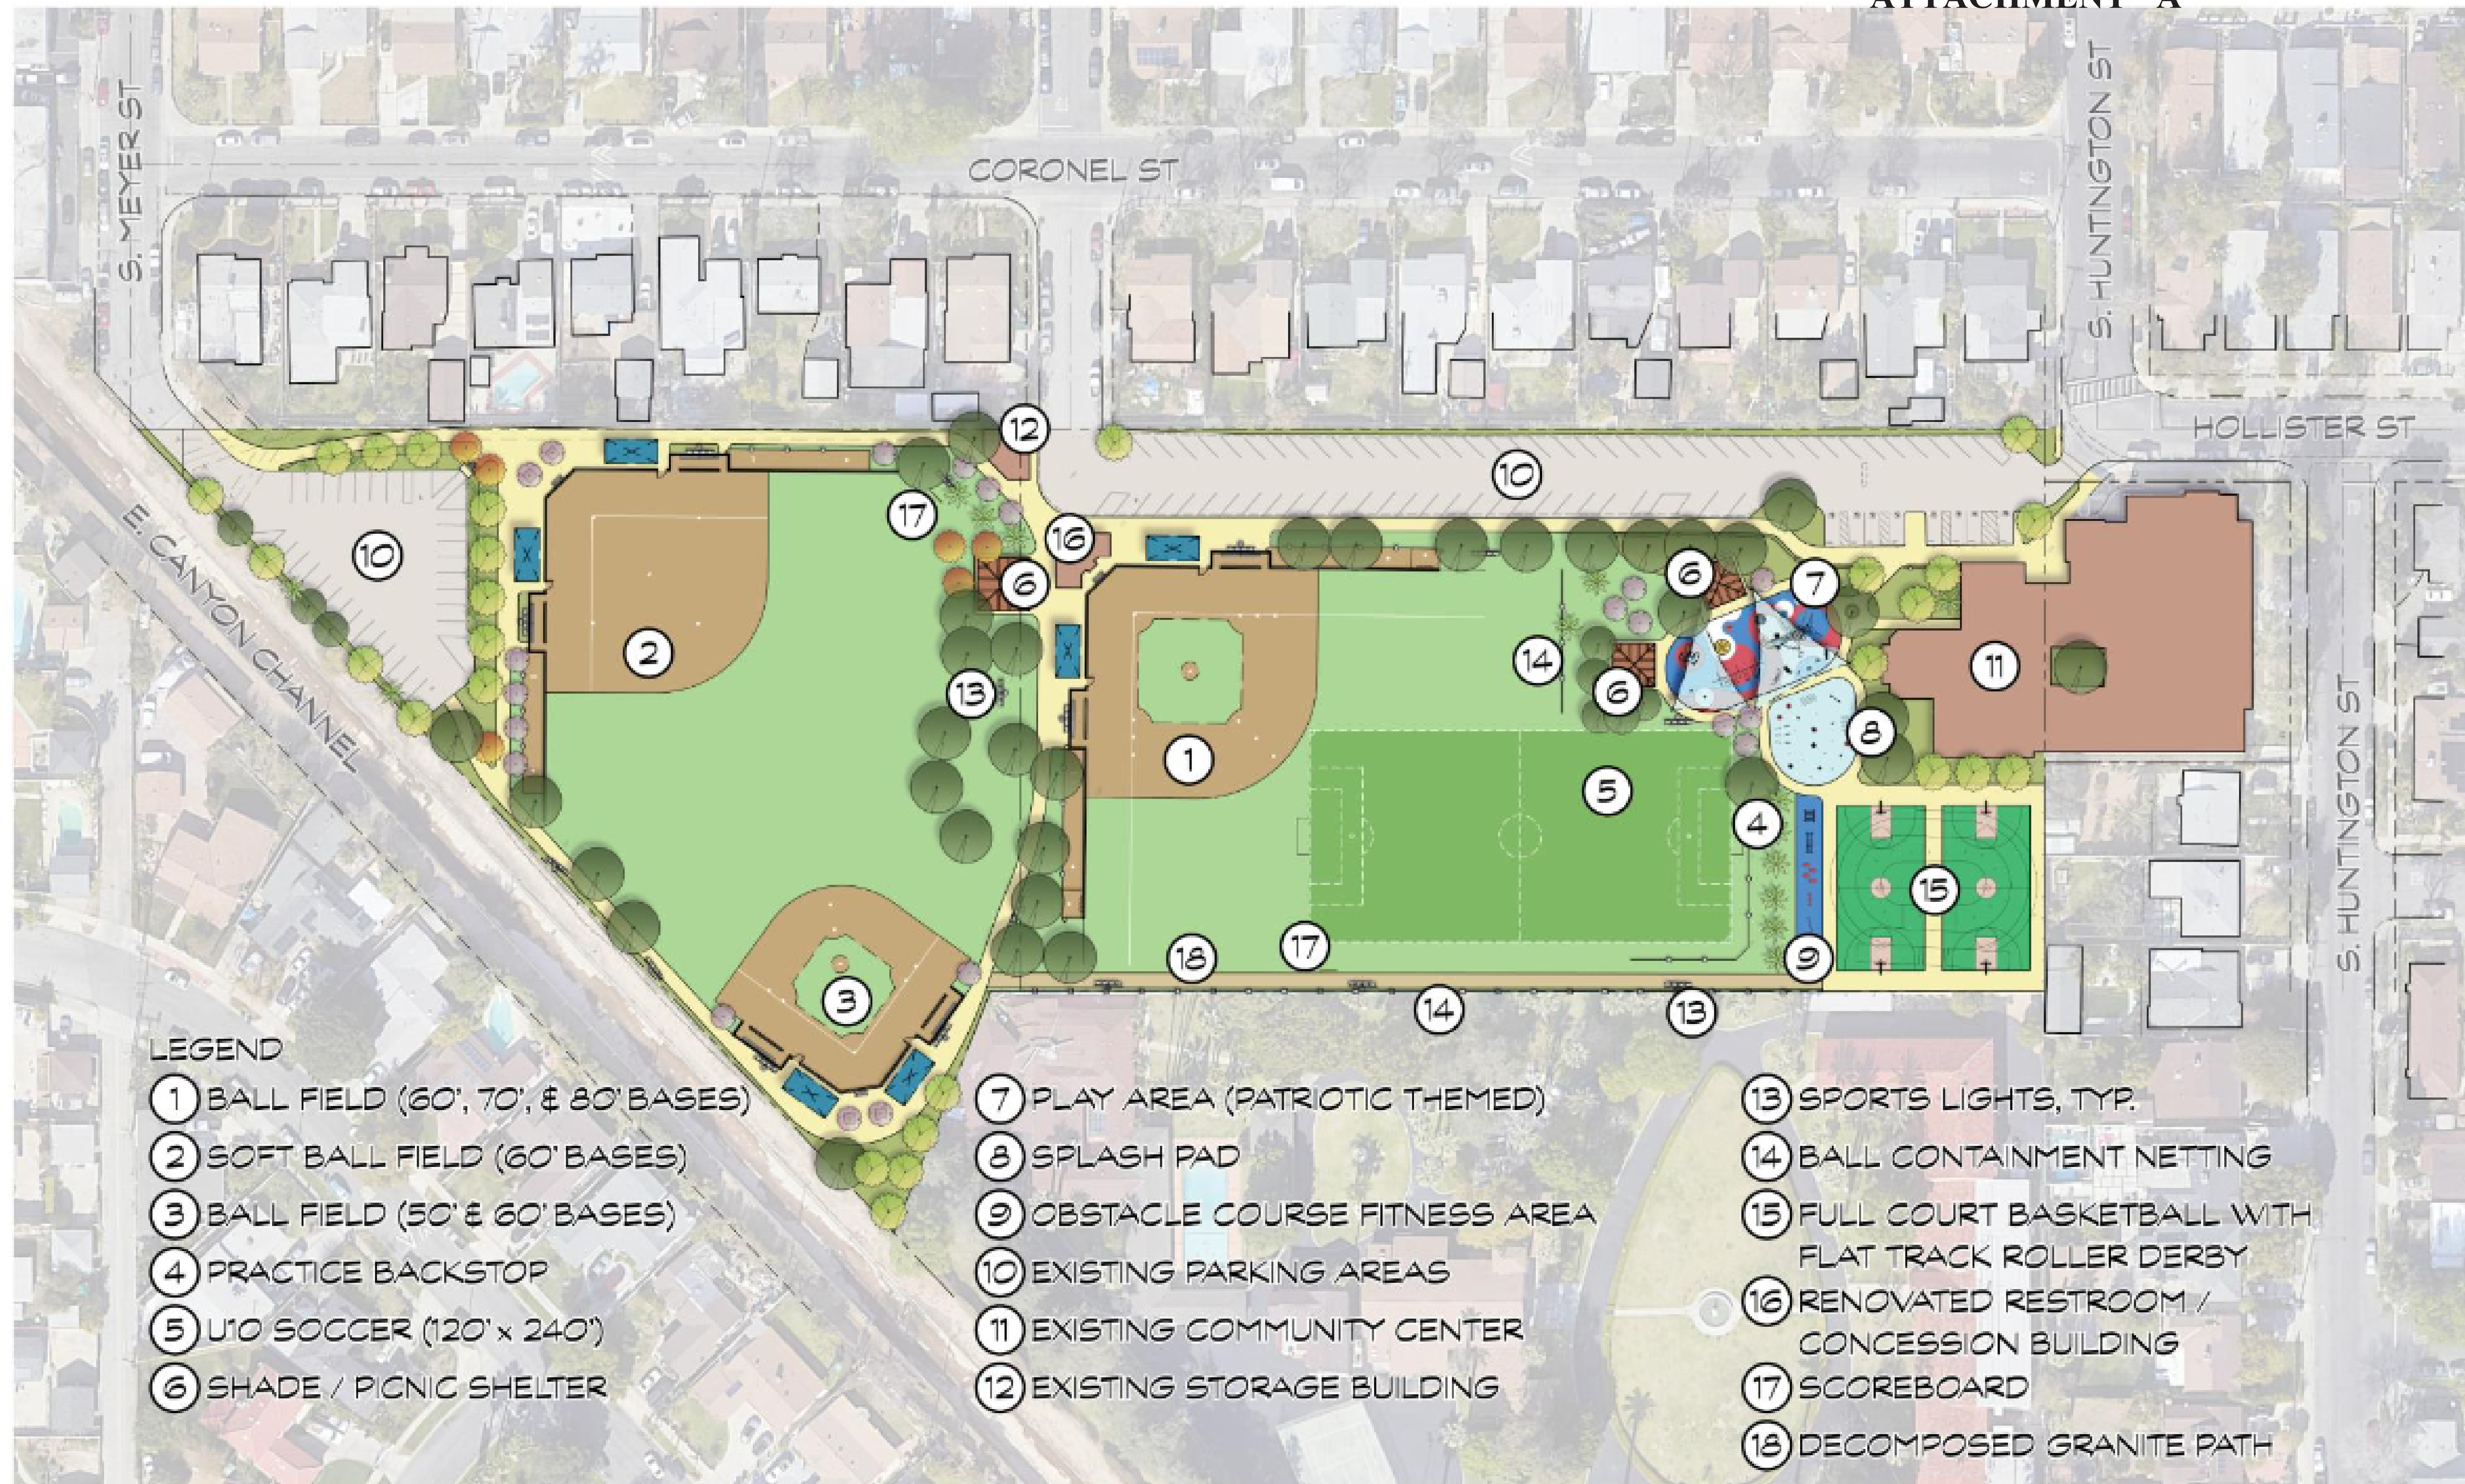 ATTACHMENT "A"
S. MEYER ST
CORONEL ST
S. HUNTINGTON ST
HOLLISTER ST
E. CANYON CHANNEL
S. HUNTINGTON ST
12
10
17
10
16
6
6
7
2
14
11
13
6
8
1
5
4
15
17
18
9
3
14
13
LEGEND
1 BALL FIELD (60', 70', & 80' BASES)
2 SOFT BALL FIELD (60' BASES)
3 BALL FIELD (50' & 60' BASES)
4 PRACTICE BACKSTOP
5 U10 SOCCER (120' x 240')
6 SHADE / PICNIC SHELTER
7 PLAY AREA (PATRIOTIC THEMED)
8 SPLASH PAD
9 OBSTACLE COURSE FITNESS AREA
10 EXISTING PARKING AREAS
11 EXISTING COMMUNITY CENTER
12 EXISTING STORAGE BUILDING
13 SPORTS LIGHTS, TYP.
14 BALL CONTAINMENT NETTING
15 FULL COURT BASKETBALL WITH
FLAT TRACK ROLLER DERBY
16 RENOVATED RESTROOM /
CONCESSION BUILDING
17 SCOREBOARD
18 DECOMPOSED GRANITE PATH